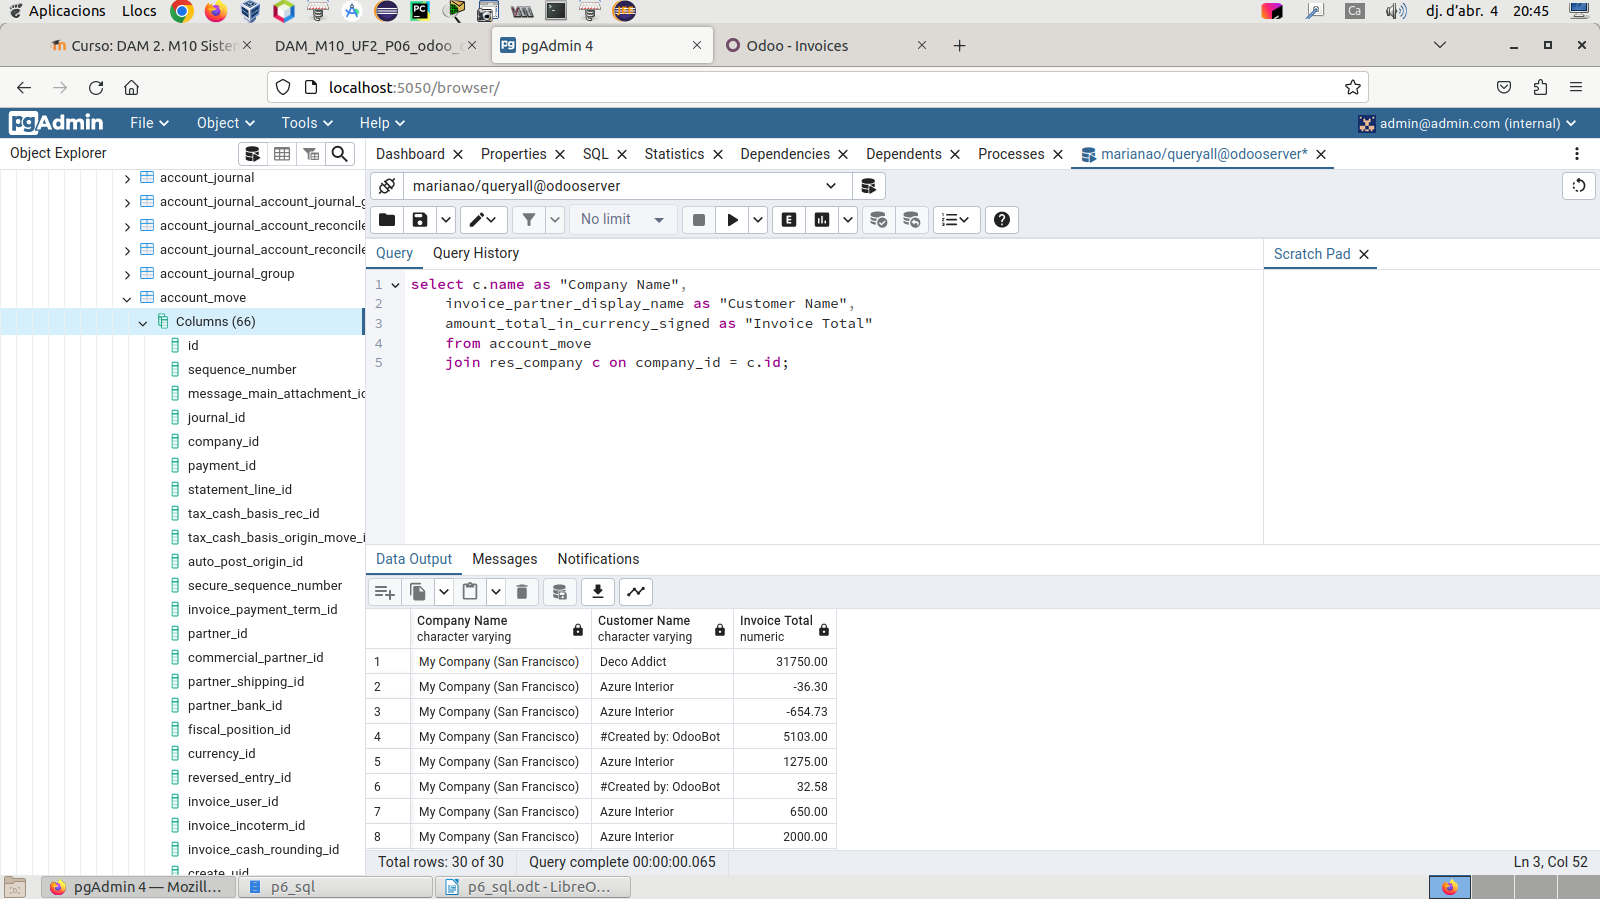 Aplicacions Llocs Ca dj. d'abr. 4 20:45
Curso: DAM 2. M10 Sister DAM_M10_UF2_P06_odoo_ pgAdmin 4 Odoo - Invoices
localhost:5050/browser/
pgAdmin File Object Tools Help admin@admin.com (internal)
Object Explorer
Dashboard Properties SQL Statistics Dependencies Dependents Processes marianao/queryall@odooserver*
account_journal
account_journal_account_journal_g
account_journal_account_reconcile
account_journal_account_reconcile
account_journal_group
account_move
Columns (66)
id
sequence_number
message_main_attachment_id
journal_id
company_id
payment_id
statement_line_id
tax_cash_basis_rec_id
tax_cash_basis_origin_move_i
auto_post_origin_id
secure_sequence_number
invoice_payment_term_id
partner_id
commercial_partner_id
partner_shipping_id
partner_bank_id
fiscal_position_id
currency_id
reversed_entry_id
invoice_user_id
invoice_incoterm_id
invoice_cash_rounding_id
create_uid
marianao/queryall@odooserver
No limit E
Query Query History Scratch Pad
1 select c.name as "Company Name",
2 invoice_partner_display_name as "Customer Name",
3 amount_total_in_currency_signed as "Invoice Total"
4 from account_move
5 join res_company c on company_id = c.id;
Data Output Messages Notifications
Company Name Customer Name Invoice Total
character varying character varying numeric
1 My Company (San Francisco) Deco Addict 31750.00
2 My Company (San Francisco) Azure Interior -36.30
3 My Company (San Francisco) Azure Interior -654.73
4 My Company (San Francisco) #Created by: OdooBot 5103.00
5 My Company (San Francisco) Azure Interior 1275.00
6 My Company (San Francisco) #Created by: OdooBot 32.58
7 My Company (San Francisco) Azure Interior 650.00
8 My Company (San Francisco) Azure Interior 2000.00
Total rows: 30 of 30 Query complete 00:00:00.065 Ln 3, Col 52
pgAdmin 4 — Mozill... p6_sql p6_sql.odt - LibreO...